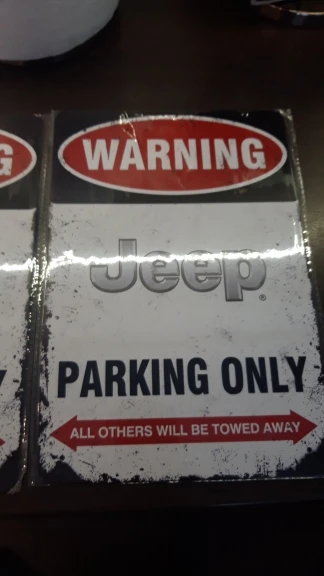 WARNING
Jeep®
PARKING ONLY
ALL OTHERS WILL BE TOWED AWAY
G
Y